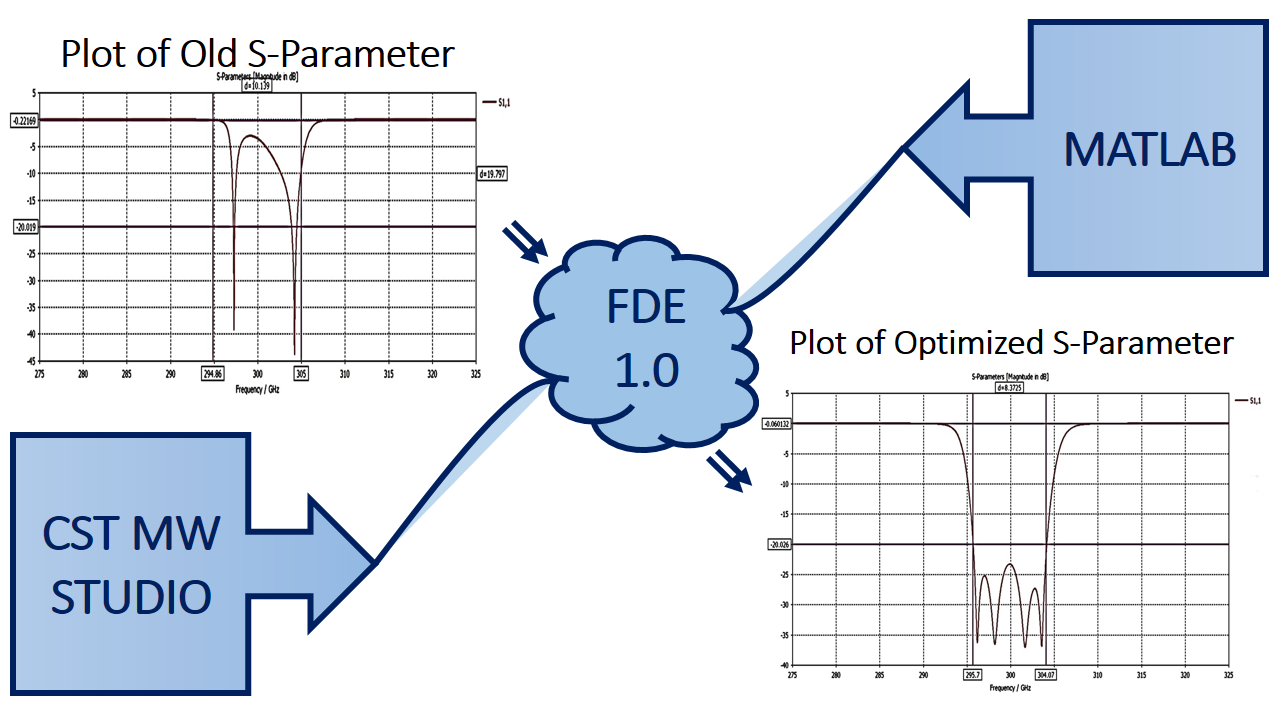 Plot of Old S-Parameter
S-Parameters [Magnitude in dB]
d=10.139
5
S1,1
-0.22169
-5
-10
d=19.797
-15
-20.019
-25
-30
-35
-40
-45
275 280 285 290 294.86 300 305 310 315 320 325
Frequency / GHz
MATLAB
FDE
1.0
CST MW
STUDIO
Plot of Optimized S-Parameter
S-Parameters [Magnitude in dB]
d=8.3725
5
S1,1
-0.060132
-5
-10
-15
-20.026
-25
-30
-35
-40
275 280 285 290 295.7 300 304.07 310 315 320 325
Frequency / GHz